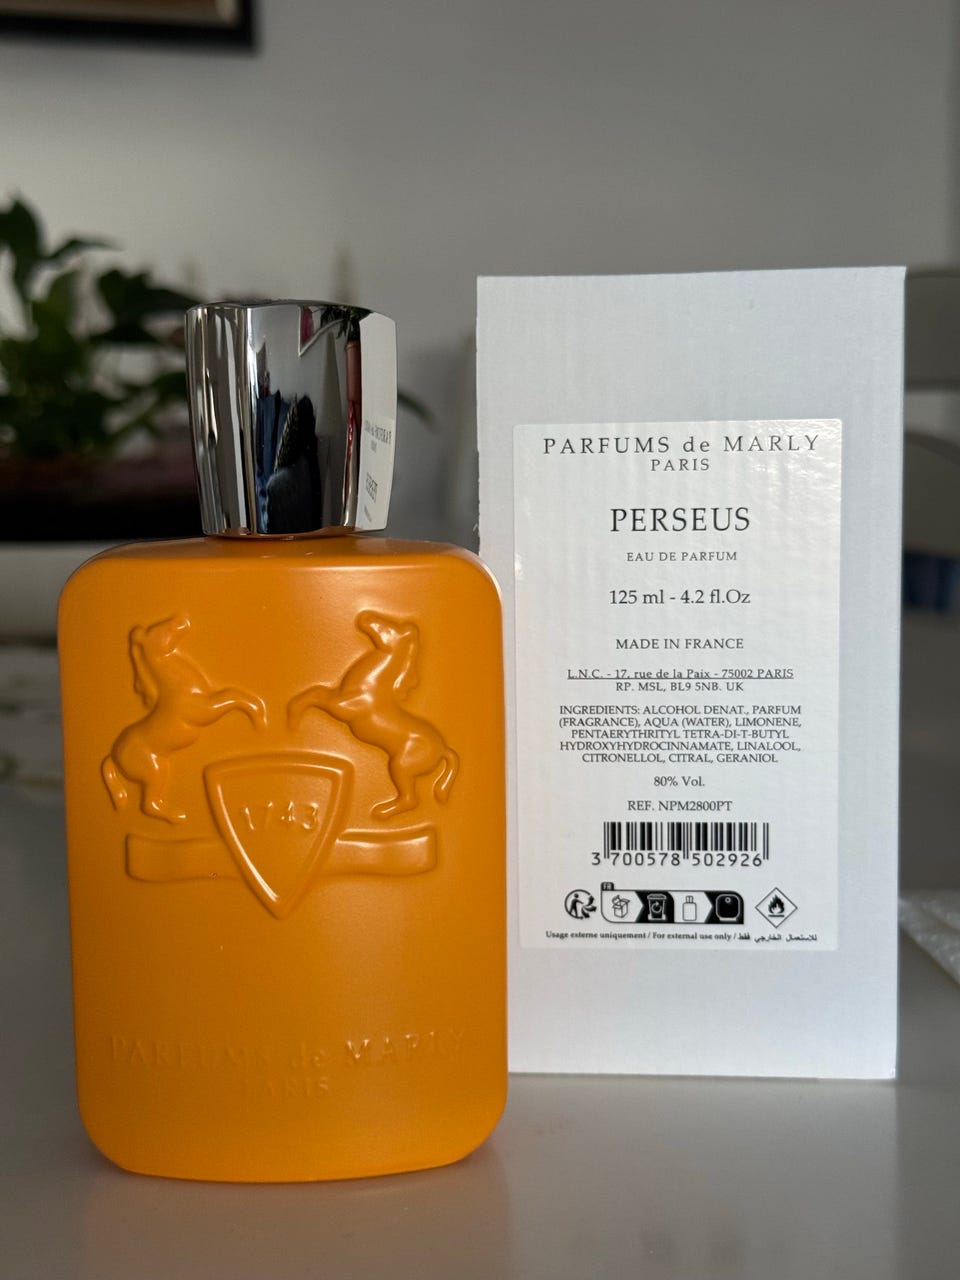 1743
PARFUMS de MARLY
PARIS
PARFUMS de MARLY
PARIS
PERSEUS
EAU DE PARFUM
125 ml - 4.2 fl.Oz
MADE IN FRANCE
L.N.C. - 17, rue de la Paix - 75002 PARIS
RP. MSL, BL9 5NB. UK
INGREDIENTS: ALCOHOL DENAT., PARFUM
(FRAGRANCE), AQUA (WATER), LIMONENE,
PENTAERYTHRITYL TETRA-DI-T-BUTYL
HYDROXYHYDROCINNAMATE, LINALOOL,
CITRONELLOL, CITRAL, GERANIOL
80% Vol.
REF. NPM2800PT
3 700578 502926
FR
Usage externe uniquement / For external use only / للاستعمال الخارجي فقط